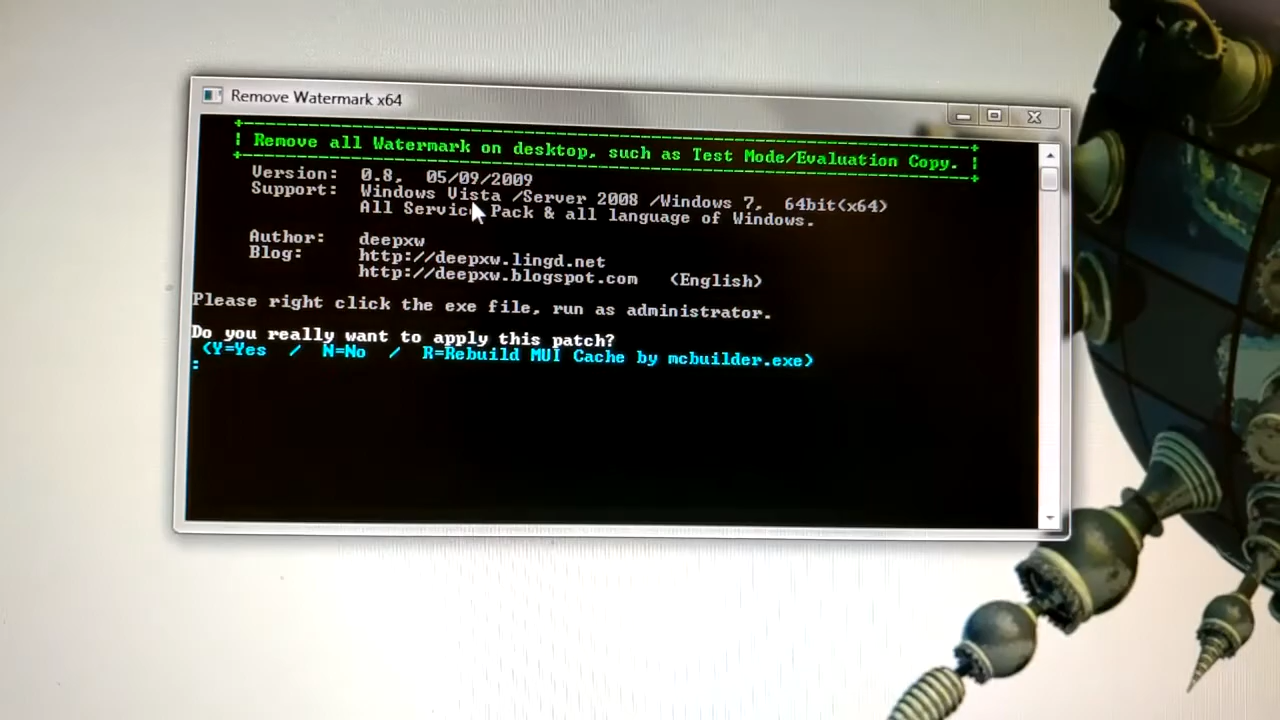 Remove Watermark x64
Remove all Watermark on desktop, such as Test Mode/Evaluation Copy.
Version: 0.8, 05/09/2009
Support: Windows Vista /Server 2008 /Windows 7, 64bit(x64)
All Service Pack & all language of Windows.
Author: deepxw
Blog: http://deepxw.lingd.net
http://deepxw.blogspot.com (English)
Please right click the exe file, run as administrator.
Do you really want to apply this patch?
(Y=Yes / N=No / R=Rebuild MUI Cache by mcbuilder.exe)
: